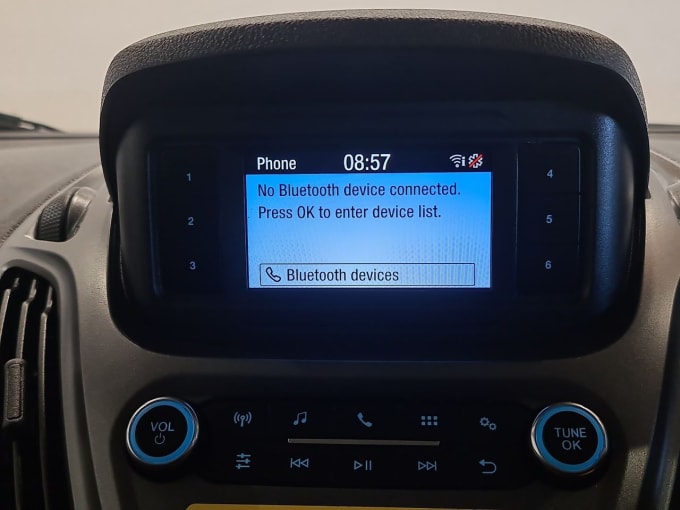 Phone 08:57
No Bluetooth device connected.
Press OK to enter device list.
Bluetooth devices
1
2
3
4
5
6
VOL
TUNE
OK